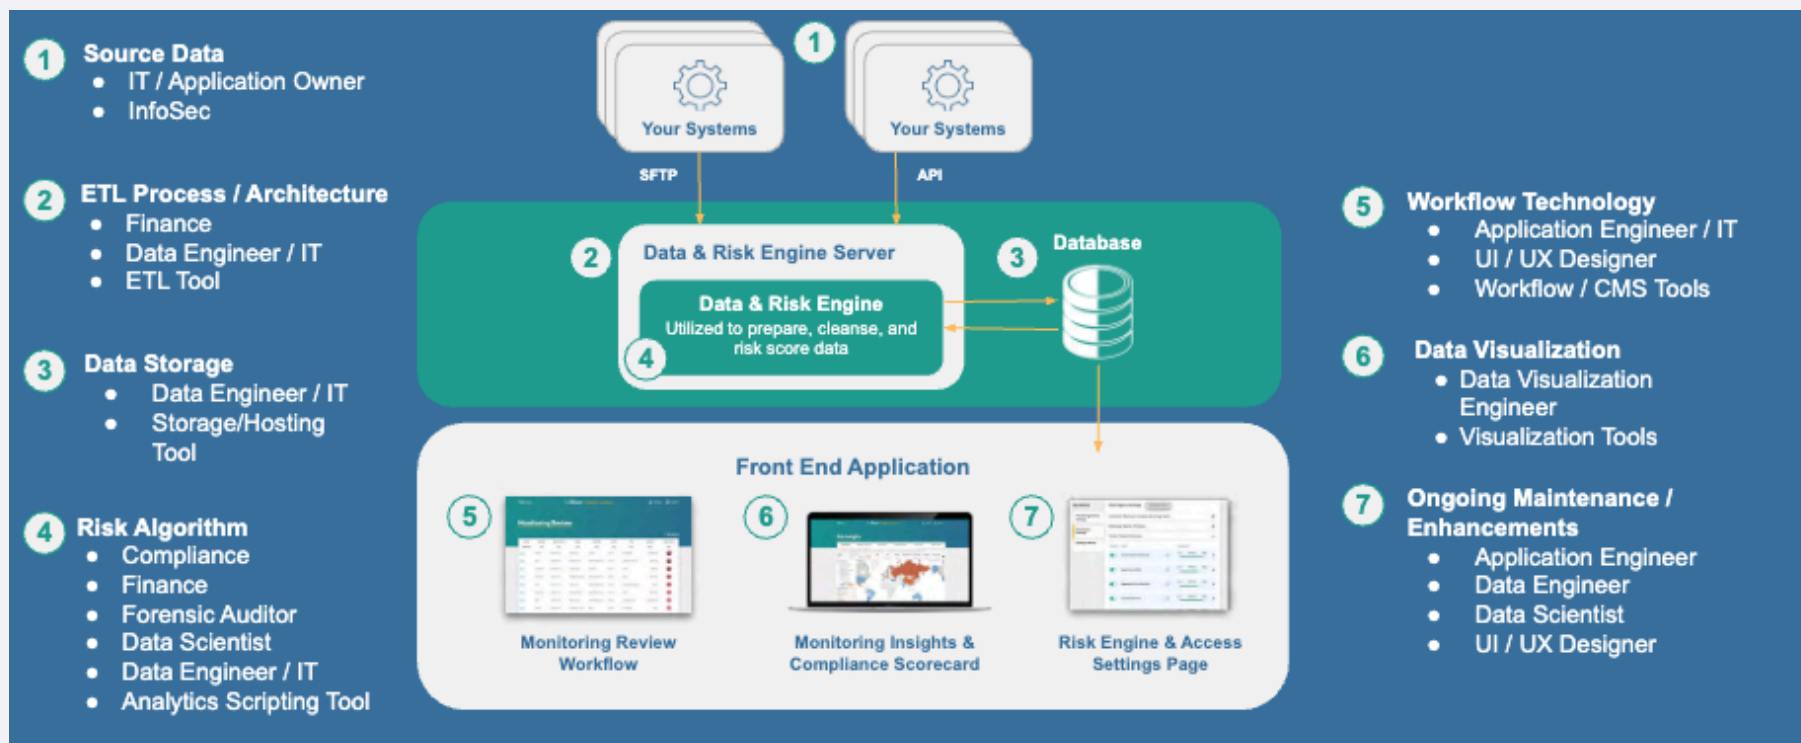 1
Source Data
● IT / Application Owner
● InfoSec
2
ETL Process / Architecture
● Finance
● Data Engineer / IT
● ETL Tool
3
Data Storage
● Data Engineer / IT
● Storage/Hosting
Tool
4
Risk Algorithm
● Compliance
● Finance
● Forensic Auditor
● Data Scientist
● Data Engineer / IT
● Analytics Scripting Tool
1
Your Systems
Your Systems
SFTP
API
2
Data & Risk Engine Server
Data & Risk Engine
Utilized to prepare, cleanse, and
risk score data
4
3
Database
Front End Application
5
Monitoring Review
Monitoring Review
Workflow
6
Monitoring Insights &
Compliance Scorecard
7
Risk Engine & Access
Settings Page
5
Workflow Technology
● Application Engineer / IT
● UI / UX Designer
● Workflow / CMS Tools
6
Data Visualization
● Data Visualization
Engineer
● Visualization Tools
7
Ongoing Maintenance /
Enhancements
● Application Engineer
● Data Engineer
● Data Scientist
● UI / UX Designer